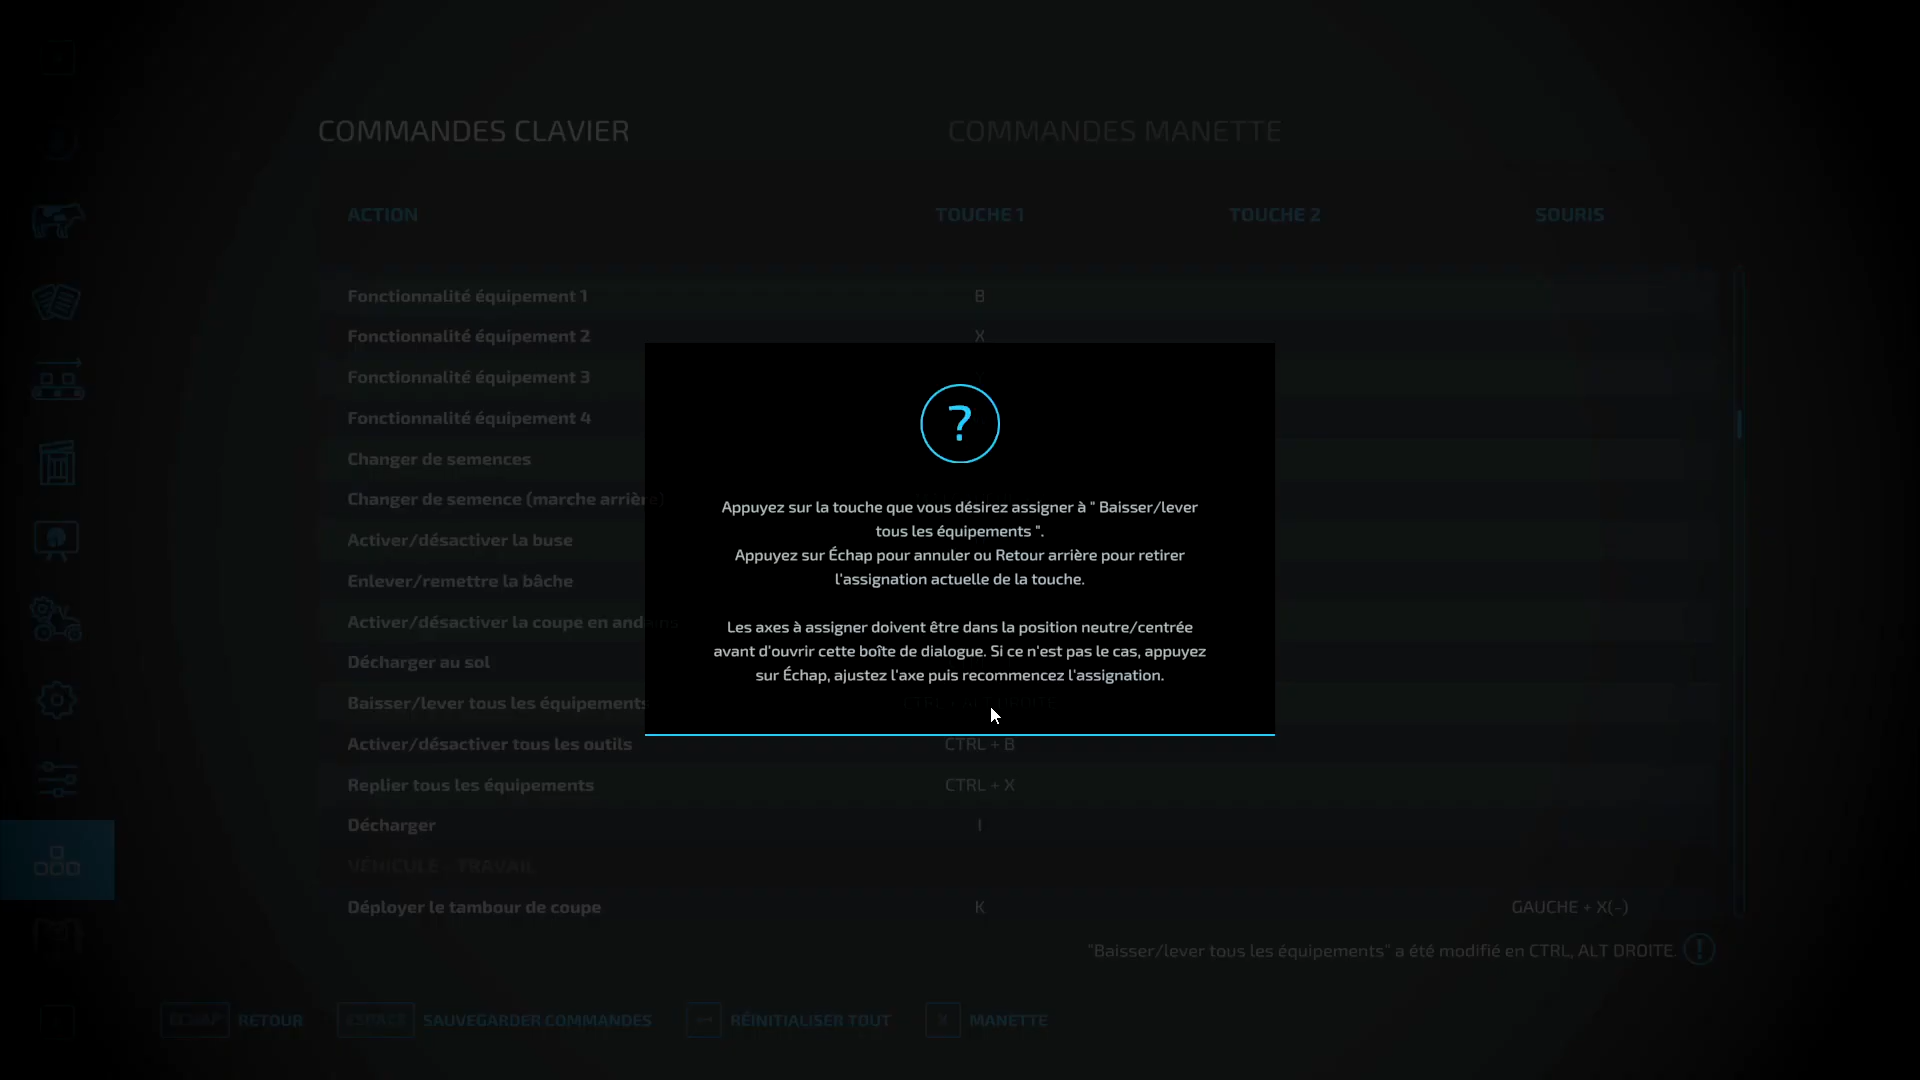 COMMANDES CLAVIER
COMMANDES MANETTE
ACTION TOUCHE 1 TOUCHE 2 SOURIS
Fonctionnalité équipement 1 B
Fonctionnalité équipement 2 X
Fonctionnalité équipement 3
Fonctionnalité équipement 4
Changer de semences
Changer de semence (marche arrière)
Activer/désactiver la buse
Enlever/remettre la bâche
Activer/désactiver la coupe en andains
Décharger au sol
Baisser/lever tous les équipements
Activer/désactiver tous les outils CTRL + B
Replier tous les équipements CTRL + X
Décharger I
VÉHICULE - TRAVAIL
Déployer le tambour de coupe K GAUCHE + X(-)
?
Appuyez sur la touche que vous désirez assigner à " Baisser/lever
tous les équipements ".
Appuyez sur Échap pour annuler ou Retour arrière pour retirer
l'assignation actuelle de la touche.
Les axes à assigner doivent être dans la position neutre/centrée
avant d'ouvrir cette boîte de dialogue. Si ce n'est pas le cas, appuyez
sur Échap, ajustez l'axe puis recommencez l'assignation.
"Baisser/lever tous les équipements" a été modifié en CTRL, ALT DROITE
ÉCHAP RETOUR ESPACE SAUVEGARDER COMMANDES RÉINITIALISER TOUT X MANETTE